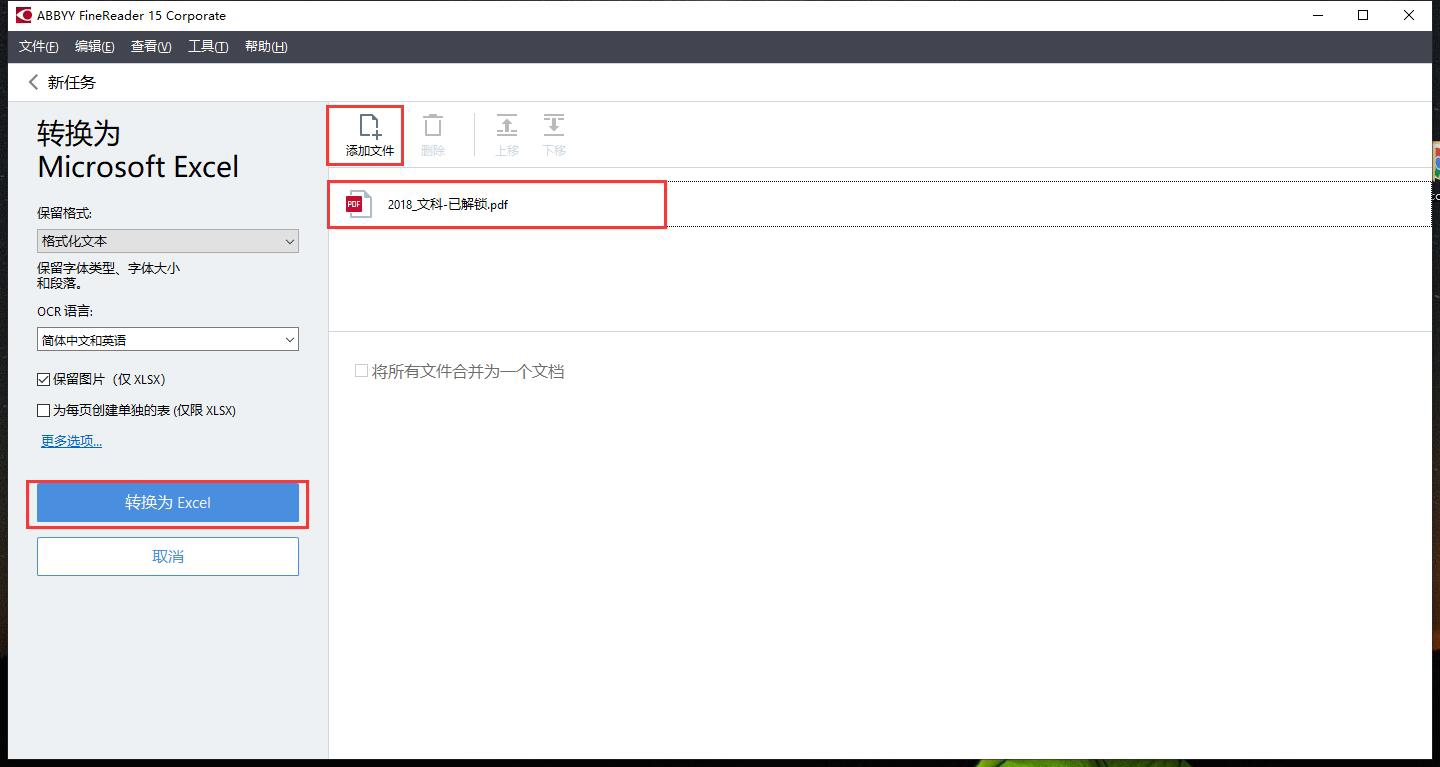 ABBYY FineReader 15 Corporate
文件(F) 编辑(E) 查看(V) 工具(T) 帮助(H)
新任务
转换为
Microsoft Excel
保留格式:
格式化文本
保留字体类型、字体大小
和段落。
OCR 语言:
简体中文和英语
保留图片（仅 XLSX）
为每页创建单独的表 (仅限 XLSX)
更多选项...
转换为 Excel
取消
添加文件 删除 上移 下移
PDF 2018_文科-已解锁.pdf
将所有文件合并为一个文档